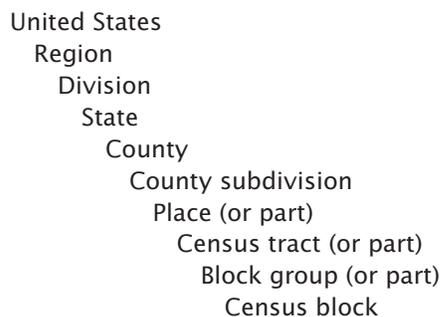 United States
Region
Division
State
County
County subdivision
Place (or part)
Census tract (or part)
Block group (or part)
Census block